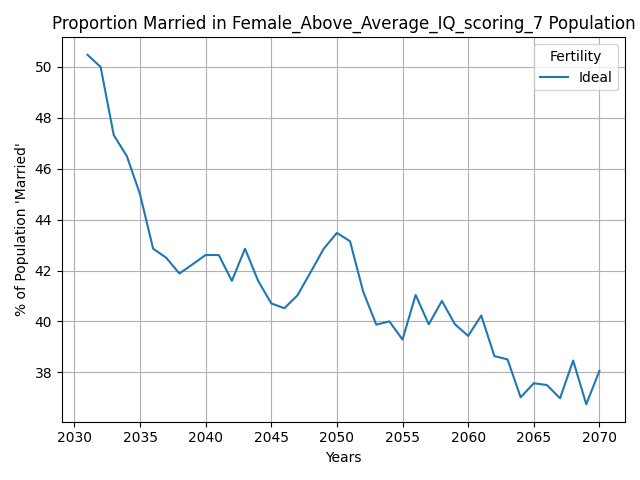 Proportion Married in Female_Above_Average_IQ_scoring_7 Population
Fertility
Ideal
% of Population 'Married'
50
48
46
44
42
40
38
2030 2035 2040 2045 2050 2055 2060 2065 2070
Years